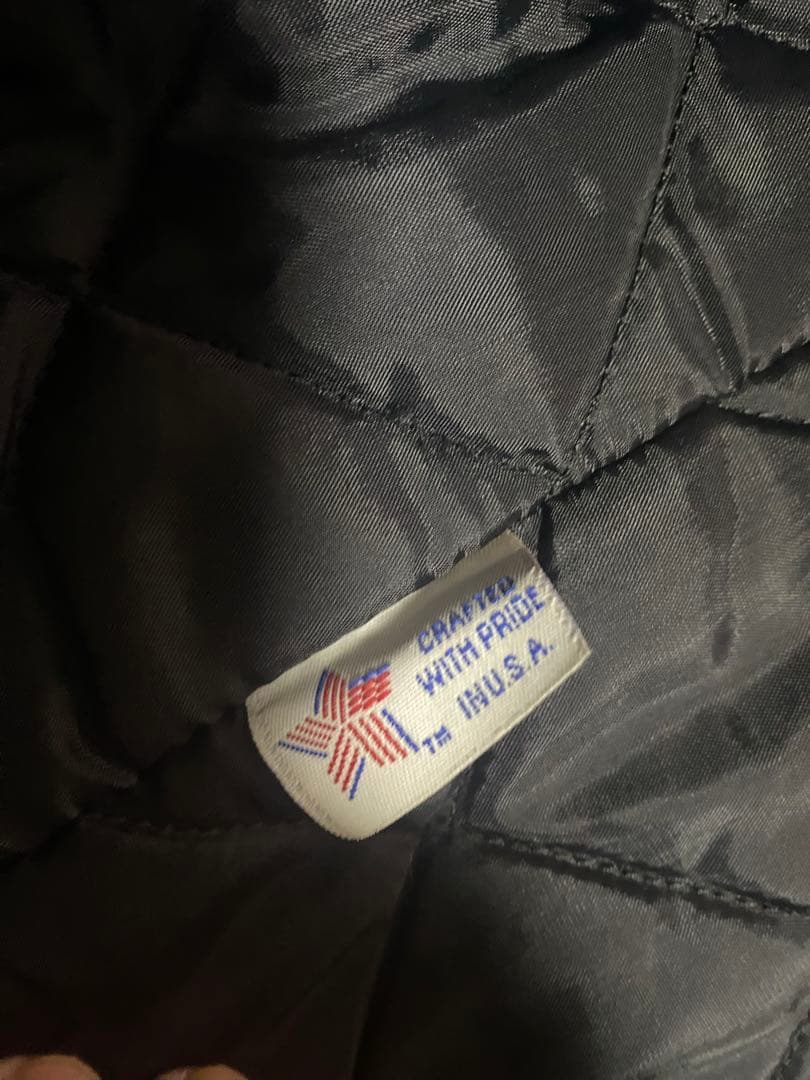 CRAFTED
WITH PRIDE
IN U.S.A.
TM